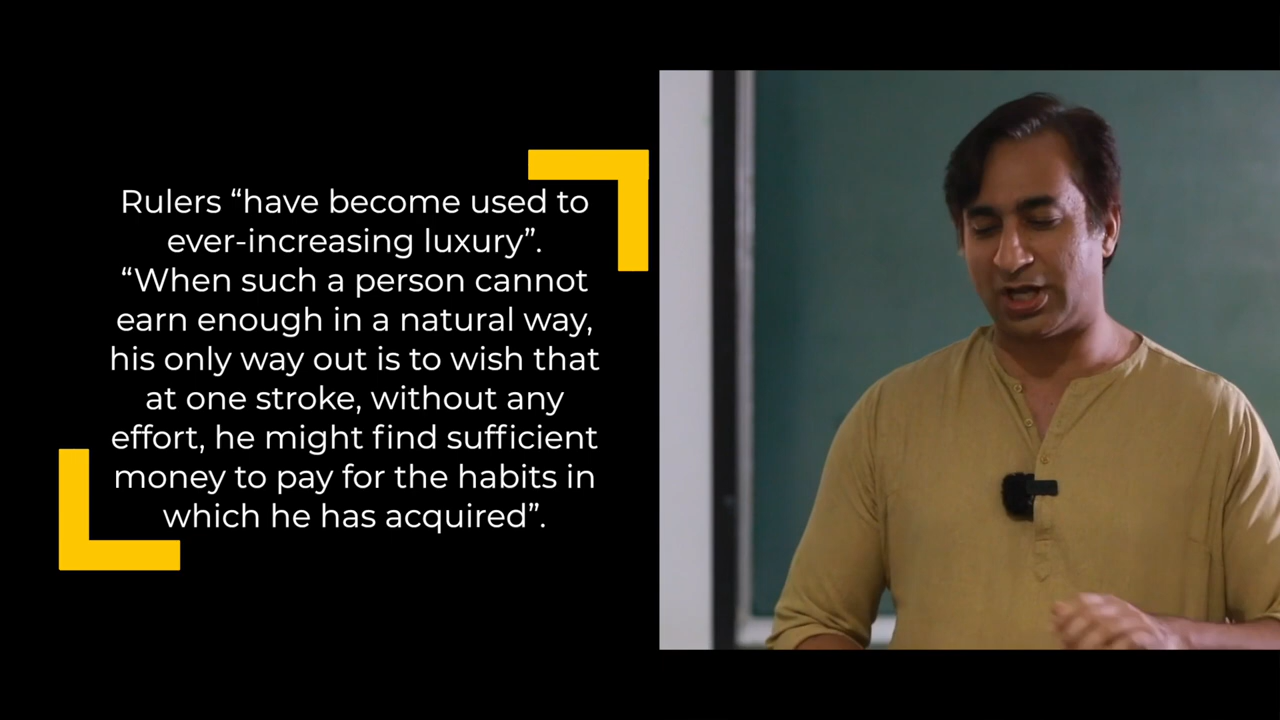 Rulers “have become used to
ever-increasing luxury”.
“When such a person cannot
earn enough in a natural way,
his only way out is to wish that
at one stroke, without any
effort, he might find sufficient
money to pay for the habits in
which he has acquired”.